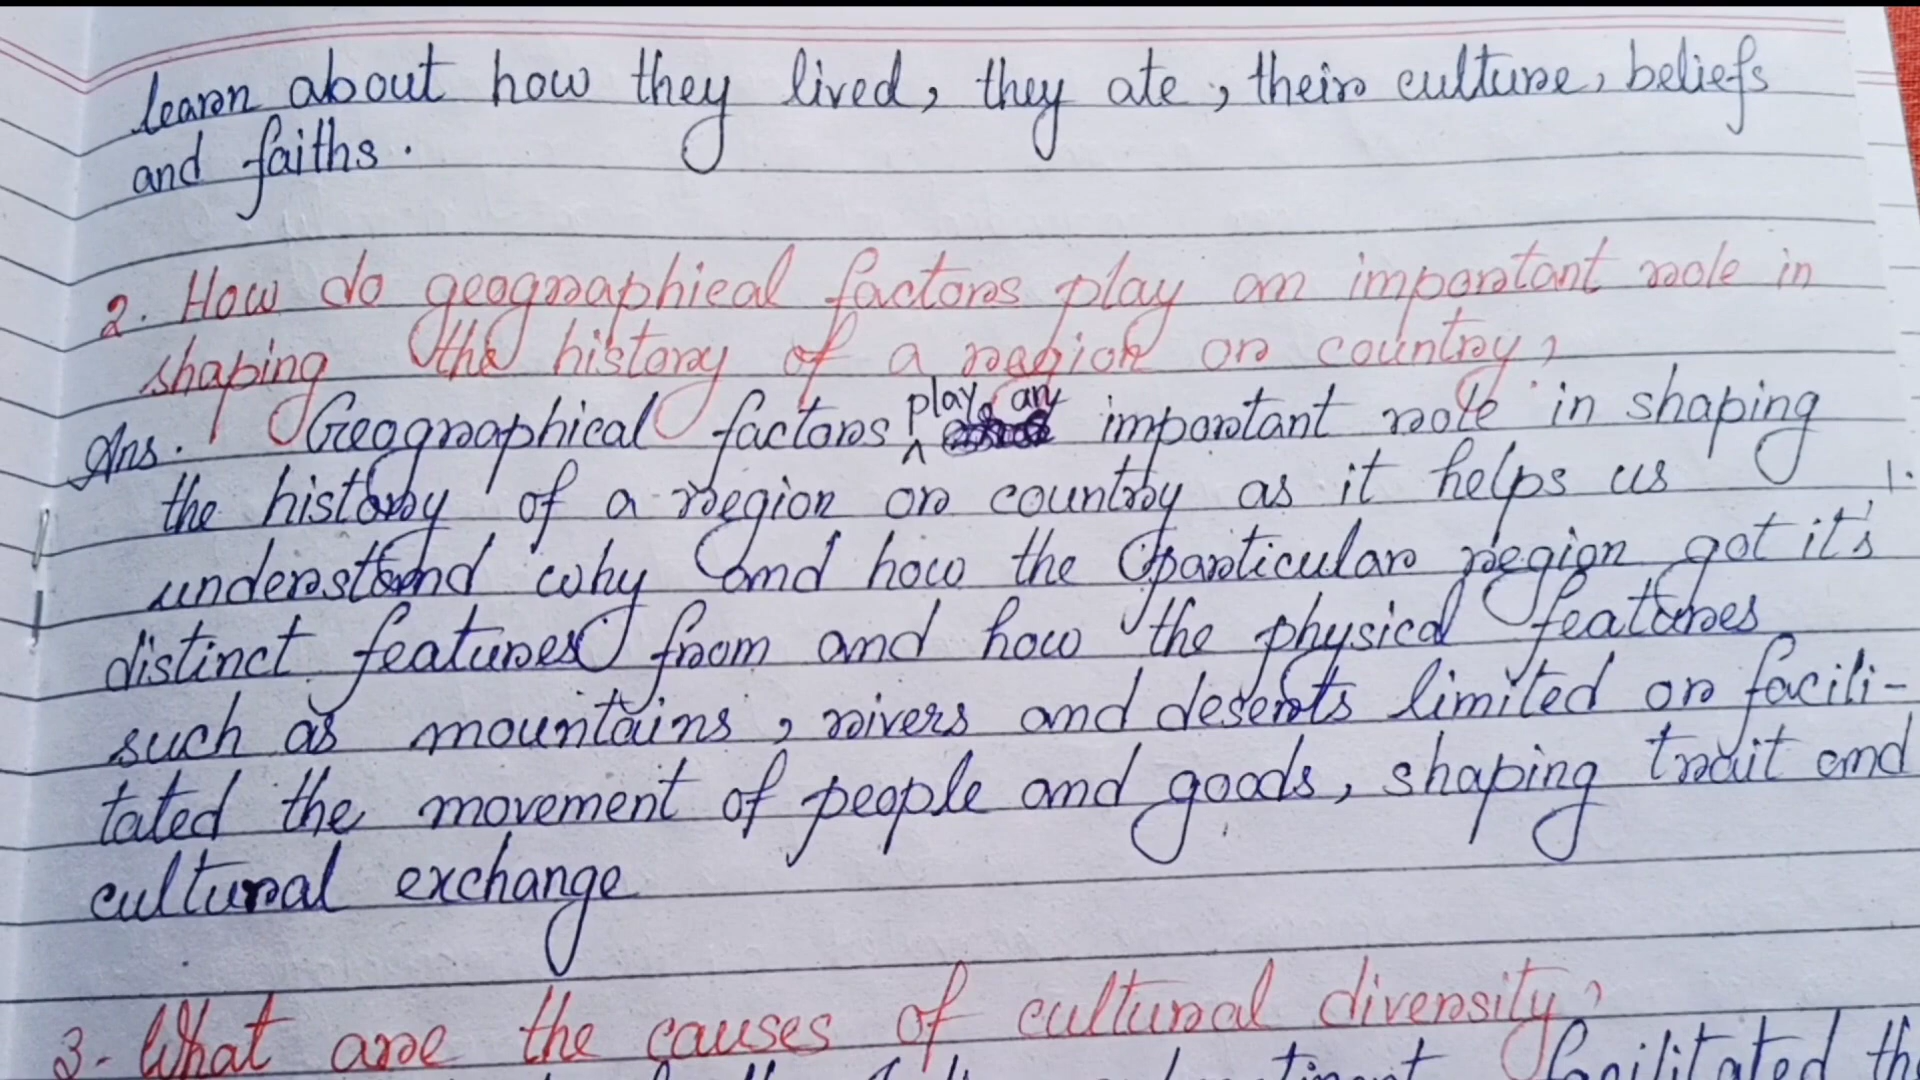 learn about how they lived, they ate, their culture, beliefs
and faiths.
2. How do geographical factors play an important role in
shaping the history of a region or country?
Ans. Geographical factors play an important role in shaping
the history of a region or country as it helps us
understand why and how the particular region got it's
distinct features from and how the physical features
such as mountains, rivers and deserts limited or facili-
tated the movement of people and goods, shaping trait and
cultural exchange
3. What are the causes of cultural diversity?
facilitated